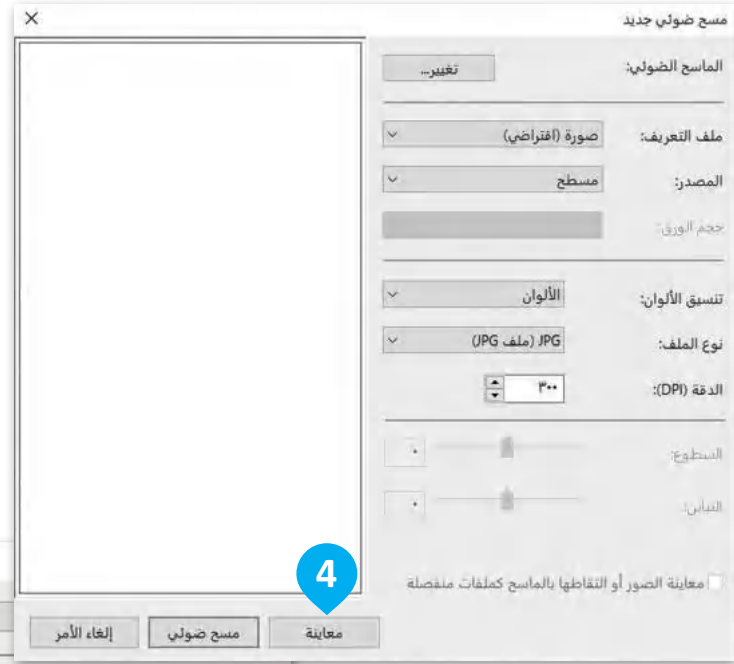 مسح ضوئي جديد
الماسح الضوئي: تغيير...
ملف التعريف: صورة (افتراضي)
المصدر: مسطح
حجم الورق:
تنسيق الألوان: الألوان
نوع الملف: JPG (ملف JPG)
الدقة (DPI): ٣٠٠
السطوع: ٠
التباين: ٠
معاينة الصور أو التقاطها بالماسح كملفات منفصلة
4
معاينة مسح ضوئي إلغاء الأمر